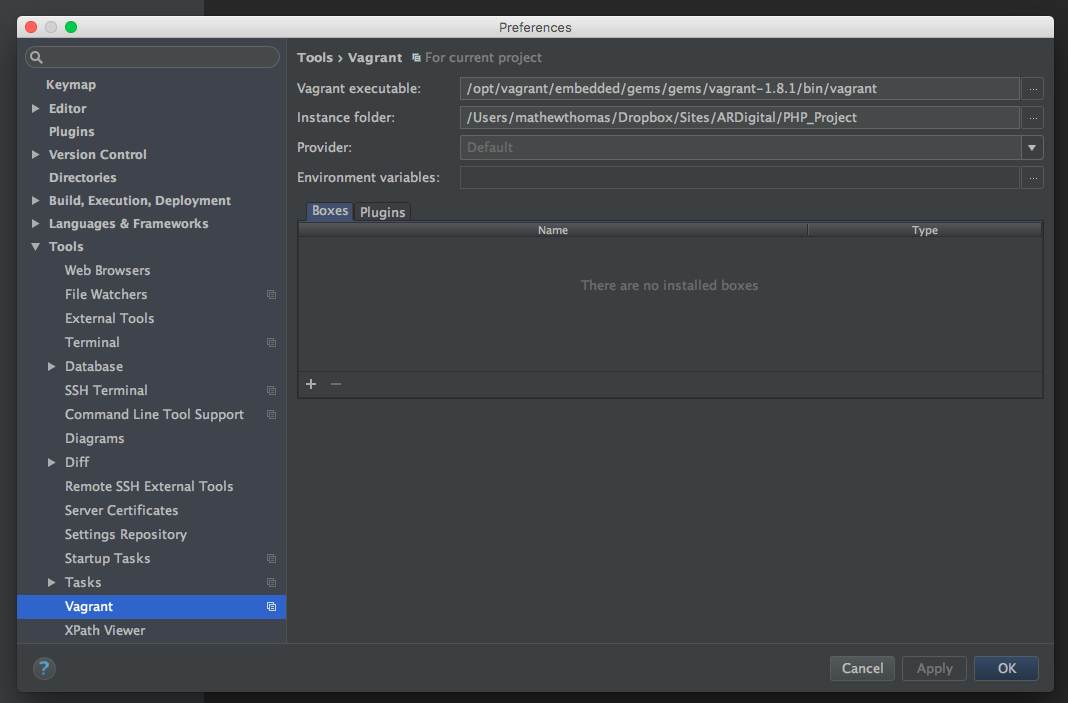 Preferences
Keymap
Editor
Plugins
Version Control
Directories
Build, Execution, Deployment
Languages & Frameworks
Tools
Web Browsers
File Watchers
External Tools
Terminal
Database
SSH Terminal
Command Line Tool Support
Diagrams
Diff
Remote SSH External Tools
Server Certificates
Settings Repository
Startup Tasks
Tasks
Vagrant
XPath Viewer
Tools › Vagrant For current project
Vagrant executable: /opt/vagrant/embedded/gems/gems/vagrant-1.8.1/bin/vagrant ...
Instance folder: /Users/mathewthomas/Dropbox/Sites/ARDigital/PHP_Project ...
Provider: Default
Environment variables: ...
Boxes Plugins
Name Type
There are no installed boxes
+ −
? Cancel Apply OK